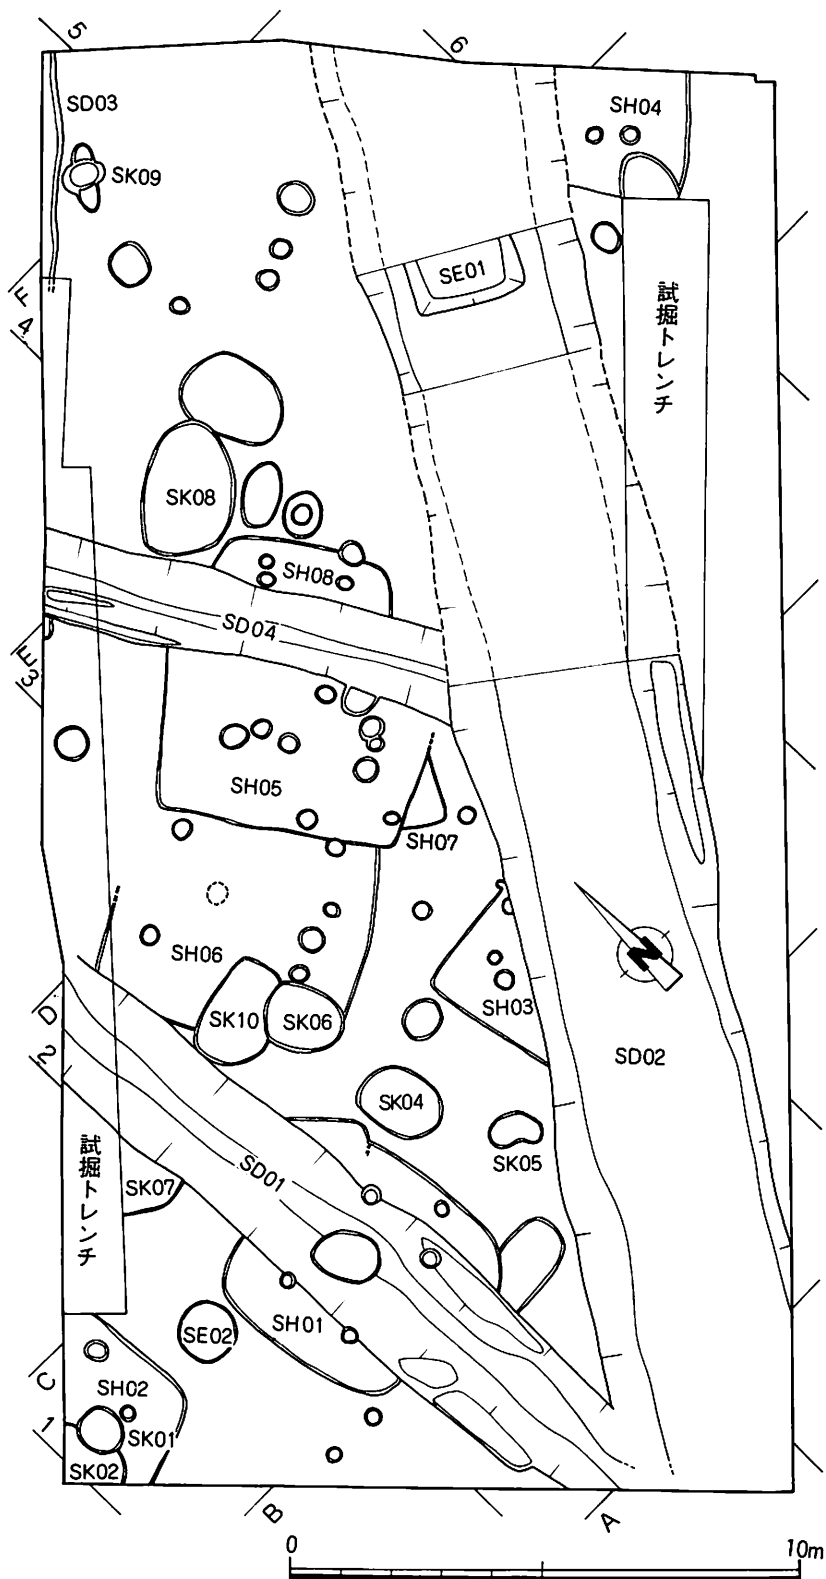 5
6
SD03
SH04
SK09
SE01
F
4
試掘トレンチ
SK08
SH08
SD04
E
3
SH05
SH07
SH06
N
SH03
SK10
SK06
D
2
SD02
SK04
SK05
SD01
試掘トレンチ
SK07
SH01
SE02
C
SH02
1
SK01
SK02
B
A
0
10m